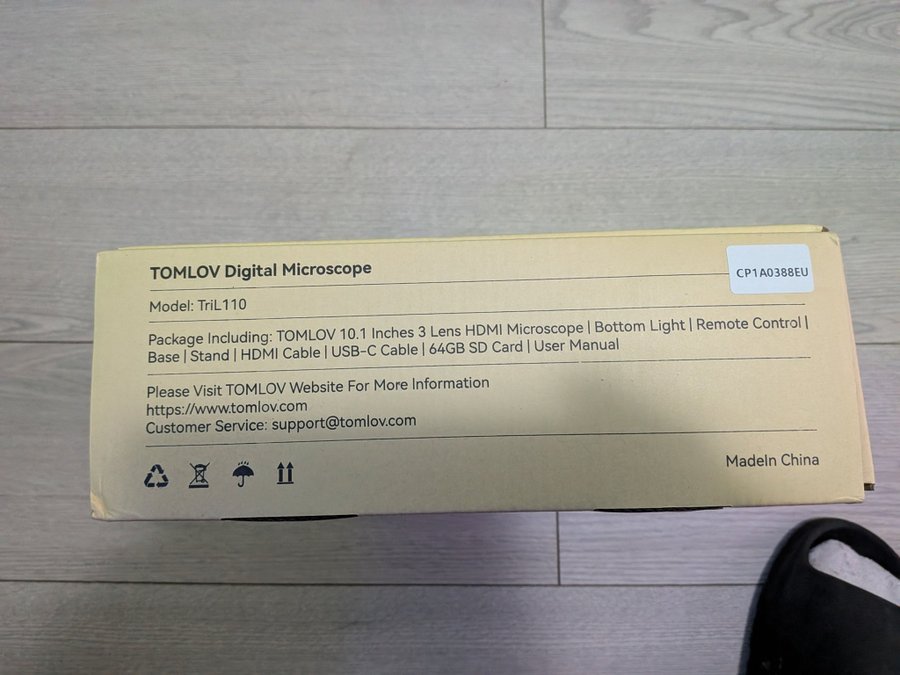 TOMLOV Digital Microscope
CP1A0388EU
Model: TriL110
Package Including: TOMLOV 10.1 Inches 3 Lens HDMI Microscope | Bottom Light | Remote Control |
Base | Stand | HDMI Cable | USB-C Cable | 64GB SD Card | User Manual
Please Visit TOMLOV Website For More Information
https://www.tomlov.com
Customer Service: support@tomlov.com
MadeIn China